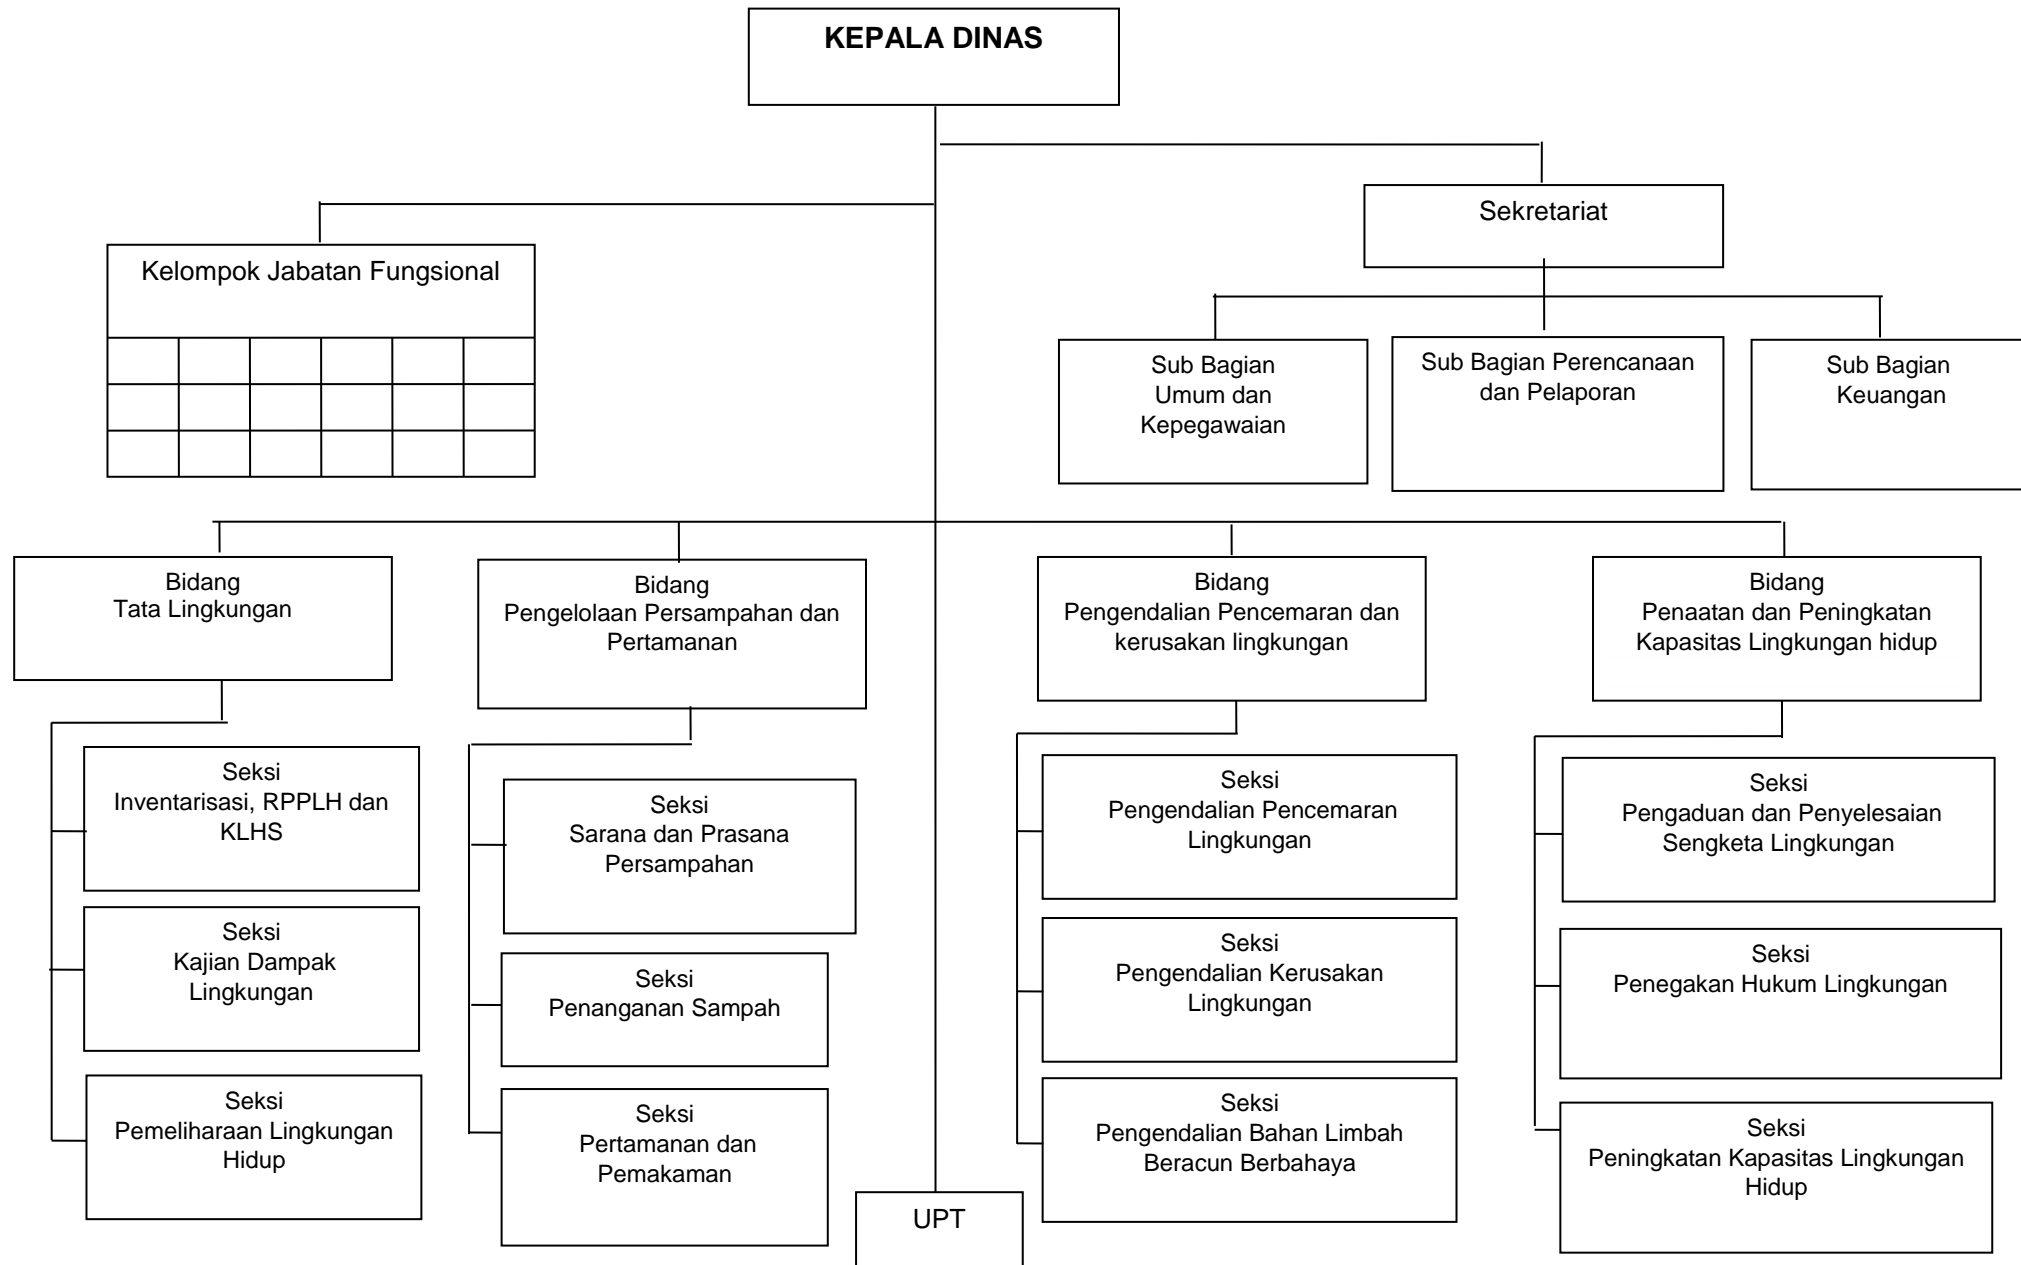 KEPALA DINAS
Sekretariat
Kelompok Jabatan Fungsional
Sub Bagian
Umum dan
Kepegawaian
Sub Bagian Perencanaan
dan Pelaporan
Sub Bagian
Keuangan
Bidang
Tata Lingkungan
Bidang
Pengelolaan Persampahan dan
Pertamanan
Bidang
Pengendalian Pencemaran dan
kerusakan lingkungan
Bidang
Penaatan dan Peningkatan
Kapasitas Lingkungan hidup
Seksi
Inventarisasi, RPPLH dan
KLHS
Seksi
Kajian Dampak
Lingkungan
Seksi
Pemeliharaan Lingkungan
Hidup
Seksi
Sarana dan Prasana
Persampahan
Seksi
Penanganan Sampah
Seksi
Pertamanan dan
Pemakaman
Seksi
Pengendalian Pencemaran
Lingkungan
Seksi
Pengendalian Kerusakan
Lingkungan
Seksi
Pengendalian Bahan Limbah
Beracun Berbahaya
Seksi
Pengaduan dan Penyelesaian
Sengketa Lingkungan
Seksi
Penegakan Hukum Lingkungan
Seksi
Peningkatan Kapasitas Lingkungan
Hidup
UPT